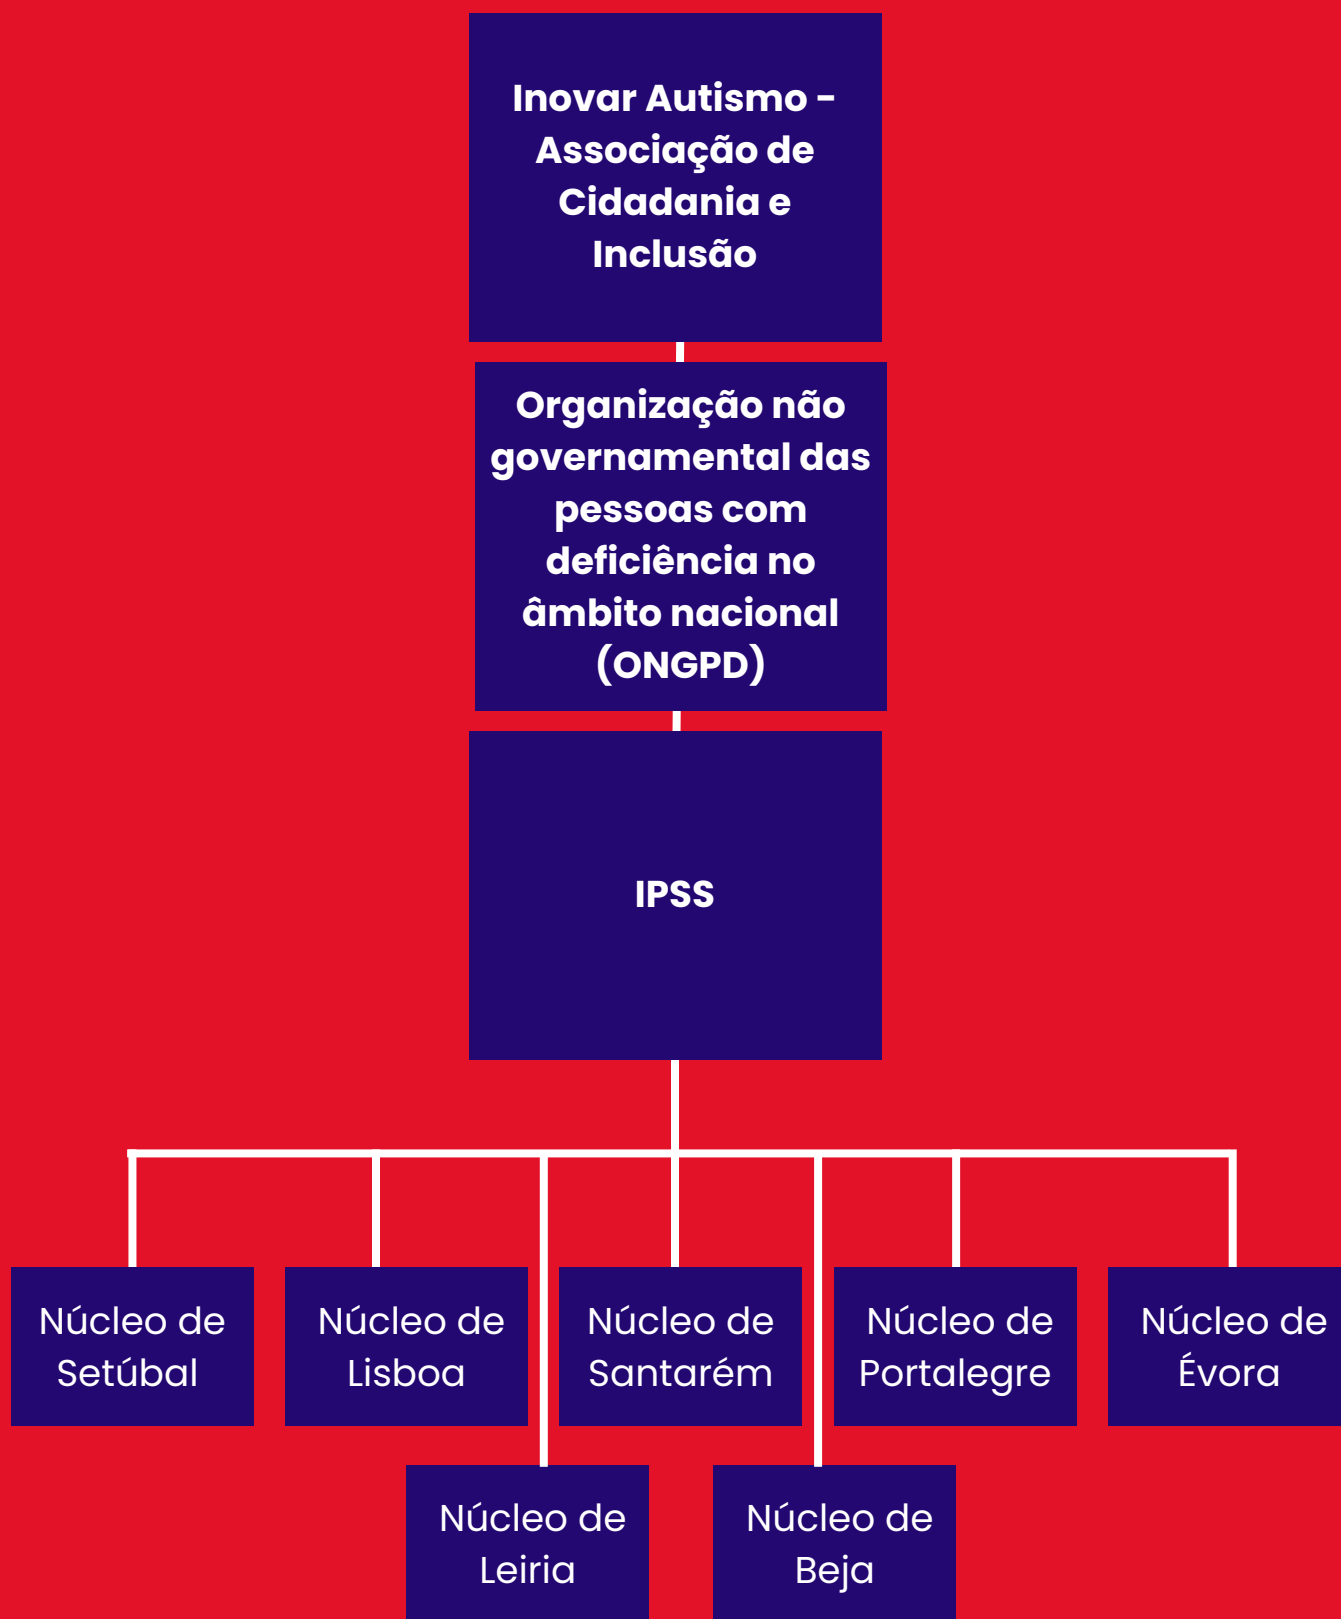 Inovar Autismo -
Associação de
Cidadania e
Inclusão
Organização não
governamental das
pessoas com
deficiência no
âmbito nacional
(ONGPD)
IPSS
Núcleo de
Setúbal
Núcleo de
Lisboa
Núcleo de
Santarém
Núcleo de
Portalegre
Núcleo de
Évora
Núcleo de
Leiria
Núcleo de
Beja